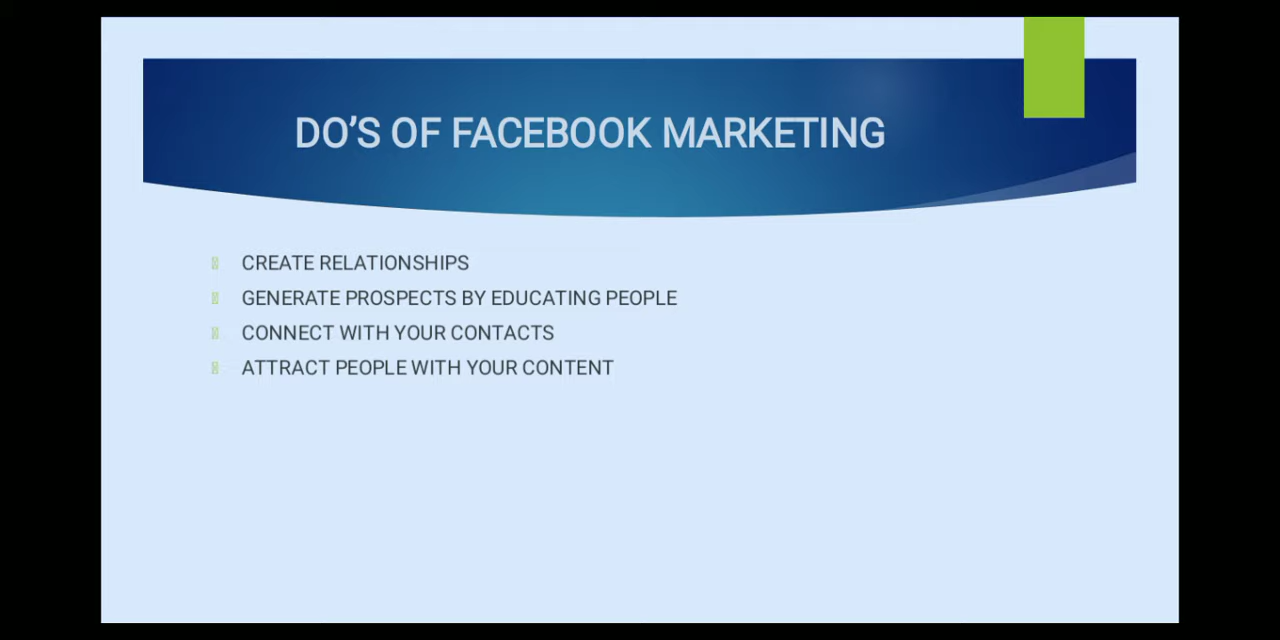 DO’S OF FACEBOOK MARKETING
CREATE RELATIONSHIPS
GENERATE PROSPECTS BY EDUCATING PEOPLE
CONNECT WITH YOUR CONTACTS
ATTRACT PEOPLE WITH YOUR CONTENT